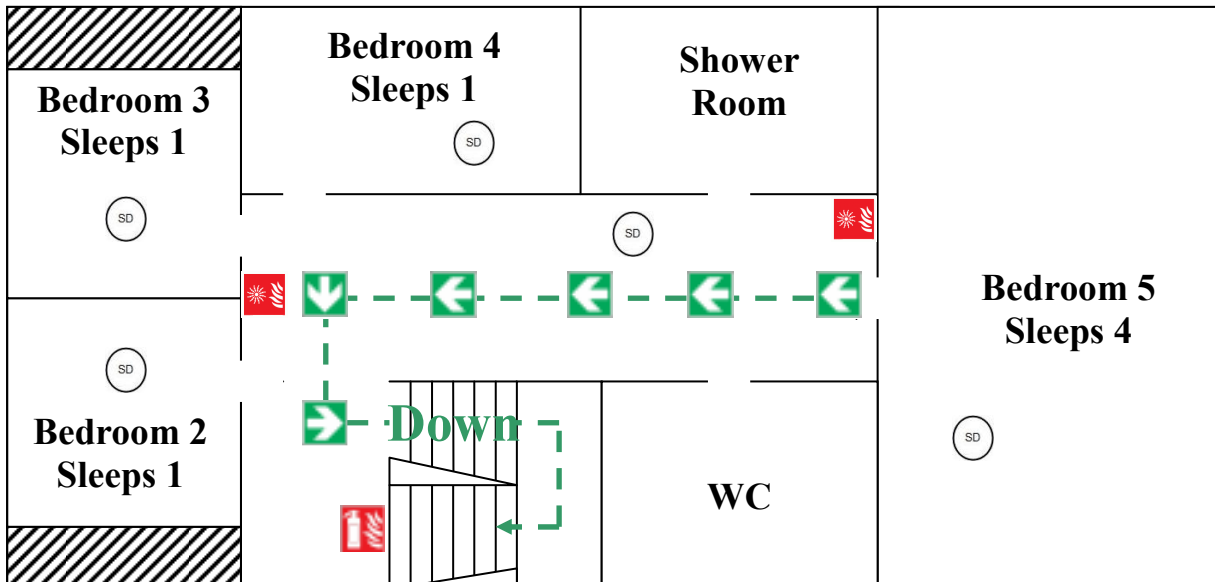 Bedroom 4
Sleeps 1
Shower
Room
Bedroom 3
Sleeps 1
SD
SD
SD
Bedroom 5
Sleeps 4
SD
Bedroom 2
Sleeps 1
Down
SD
WC